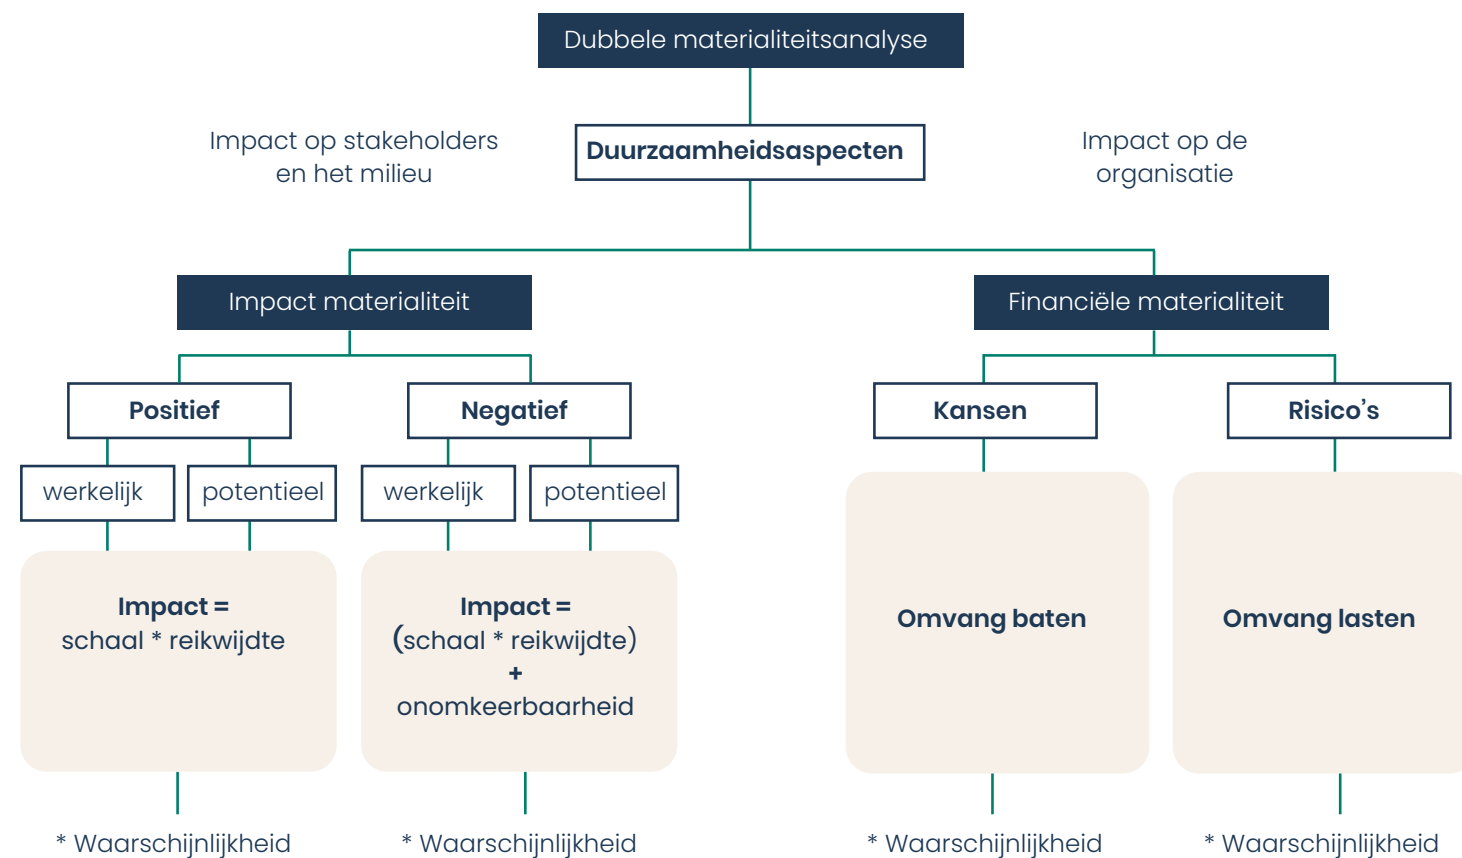 Dubbele materialiteitsanalyse
Impact op stakeholders
en het milieu
Duurzaamheidsaspecten
Impact op de
organisatie
Impact materialiteit
Financiële materialiteit
Positief
Negatief
Kansen
Risico’s
werkelijk
potentieel
werkelijk
potentieel
Impact =
schaal * reikwijdte
Impact =
(schaal * reikwijdte)
+
onomkeerbaarheid
Omvang baten
Omvang lasten
* Waarschijnlijkheid
* Waarschijnlijkheid
* Waarschijnlijkheid
* Waarschijnlijkheid